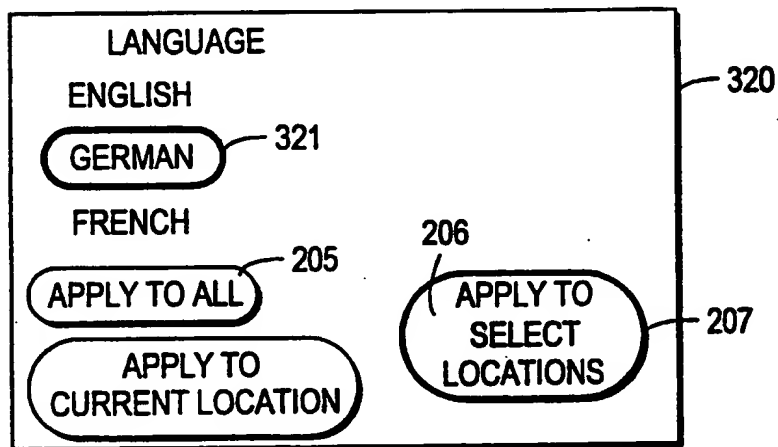 LANGUAGE
ENGLISH
320
GERMAN
321
FRENCH
205
206
APPLY TO ALL
APPLY TO
SELECT
LOCATIONS
207
APPLY TO
CURRENT LOCATION